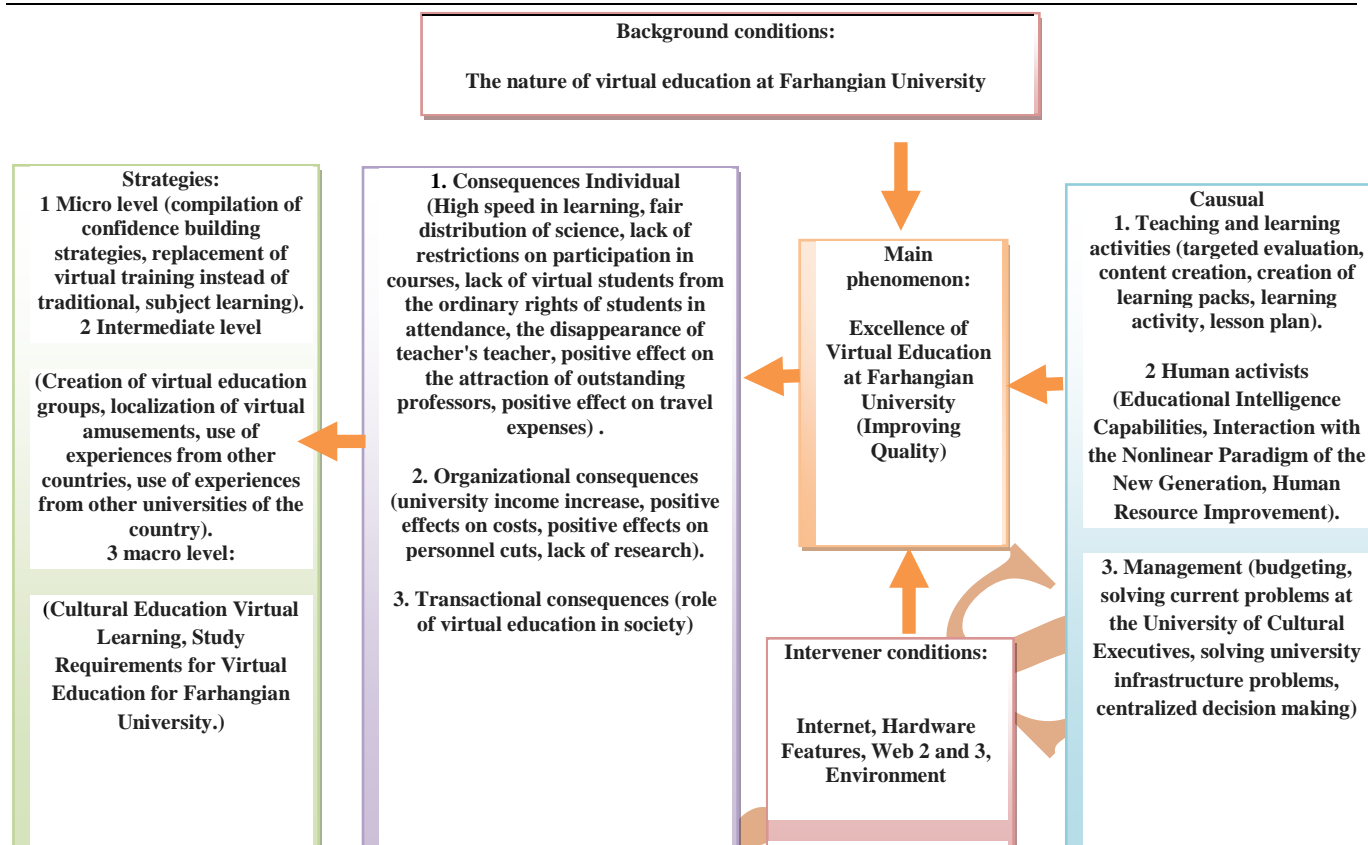 Background conditions:
The nature of virtual education at Farhangian University
Strategies:
1 Micro level (compilation of
confidence building
strategies, replacement of
virtual training instead of
traditional, subject learning).
2 Intermediate level
(Creation of virtual education
groups, localization of virtual
amusements, use of
experiences from other
countries, use of experiences
from other universities of the
country).
3 macro level:
(Cultural Education Virtual
Learning, Study
Requirements for Virtual
Education for Farhangian
University.)
1. Consequences Individual
(High speed in learning, fair
distribution of science, lack of
restrictions on participation in
courses, lack of virtual students from
the ordinary rights of students in
attendance, the disappearance of
teacher's teacher, positive effect on
the attraction of outstanding
professors, positive effect on travel
expenses) .
2. Organizational consequences
(university income increase, positive
effects on costs, positive effects on
personnel cuts, lack of research).
3. Transactional consequences (role
of virtual education in society)
Main
phenomenon:
Excellence of
Virtual Education
at Farhangian
University
(Improving
Quality)
Intervener conditions:
Internet, Hardware
Features, Web 2 and 3,
Environment
Causual
1. Teaching and learning
activities (targeted evaluation,
content creation, creation of
learning packs, learning
activity, lesson plan).
2 Human activists
(Educational Intelligence
Capabilities, Interaction with
the Nonlinear Paradigm of the
New Generation, Human
Resource Improvement).
3. Management (budgeting,
solving current problems at
the University of Cultural
Executives, solving university
infrastructure problems,
centralized decision making)